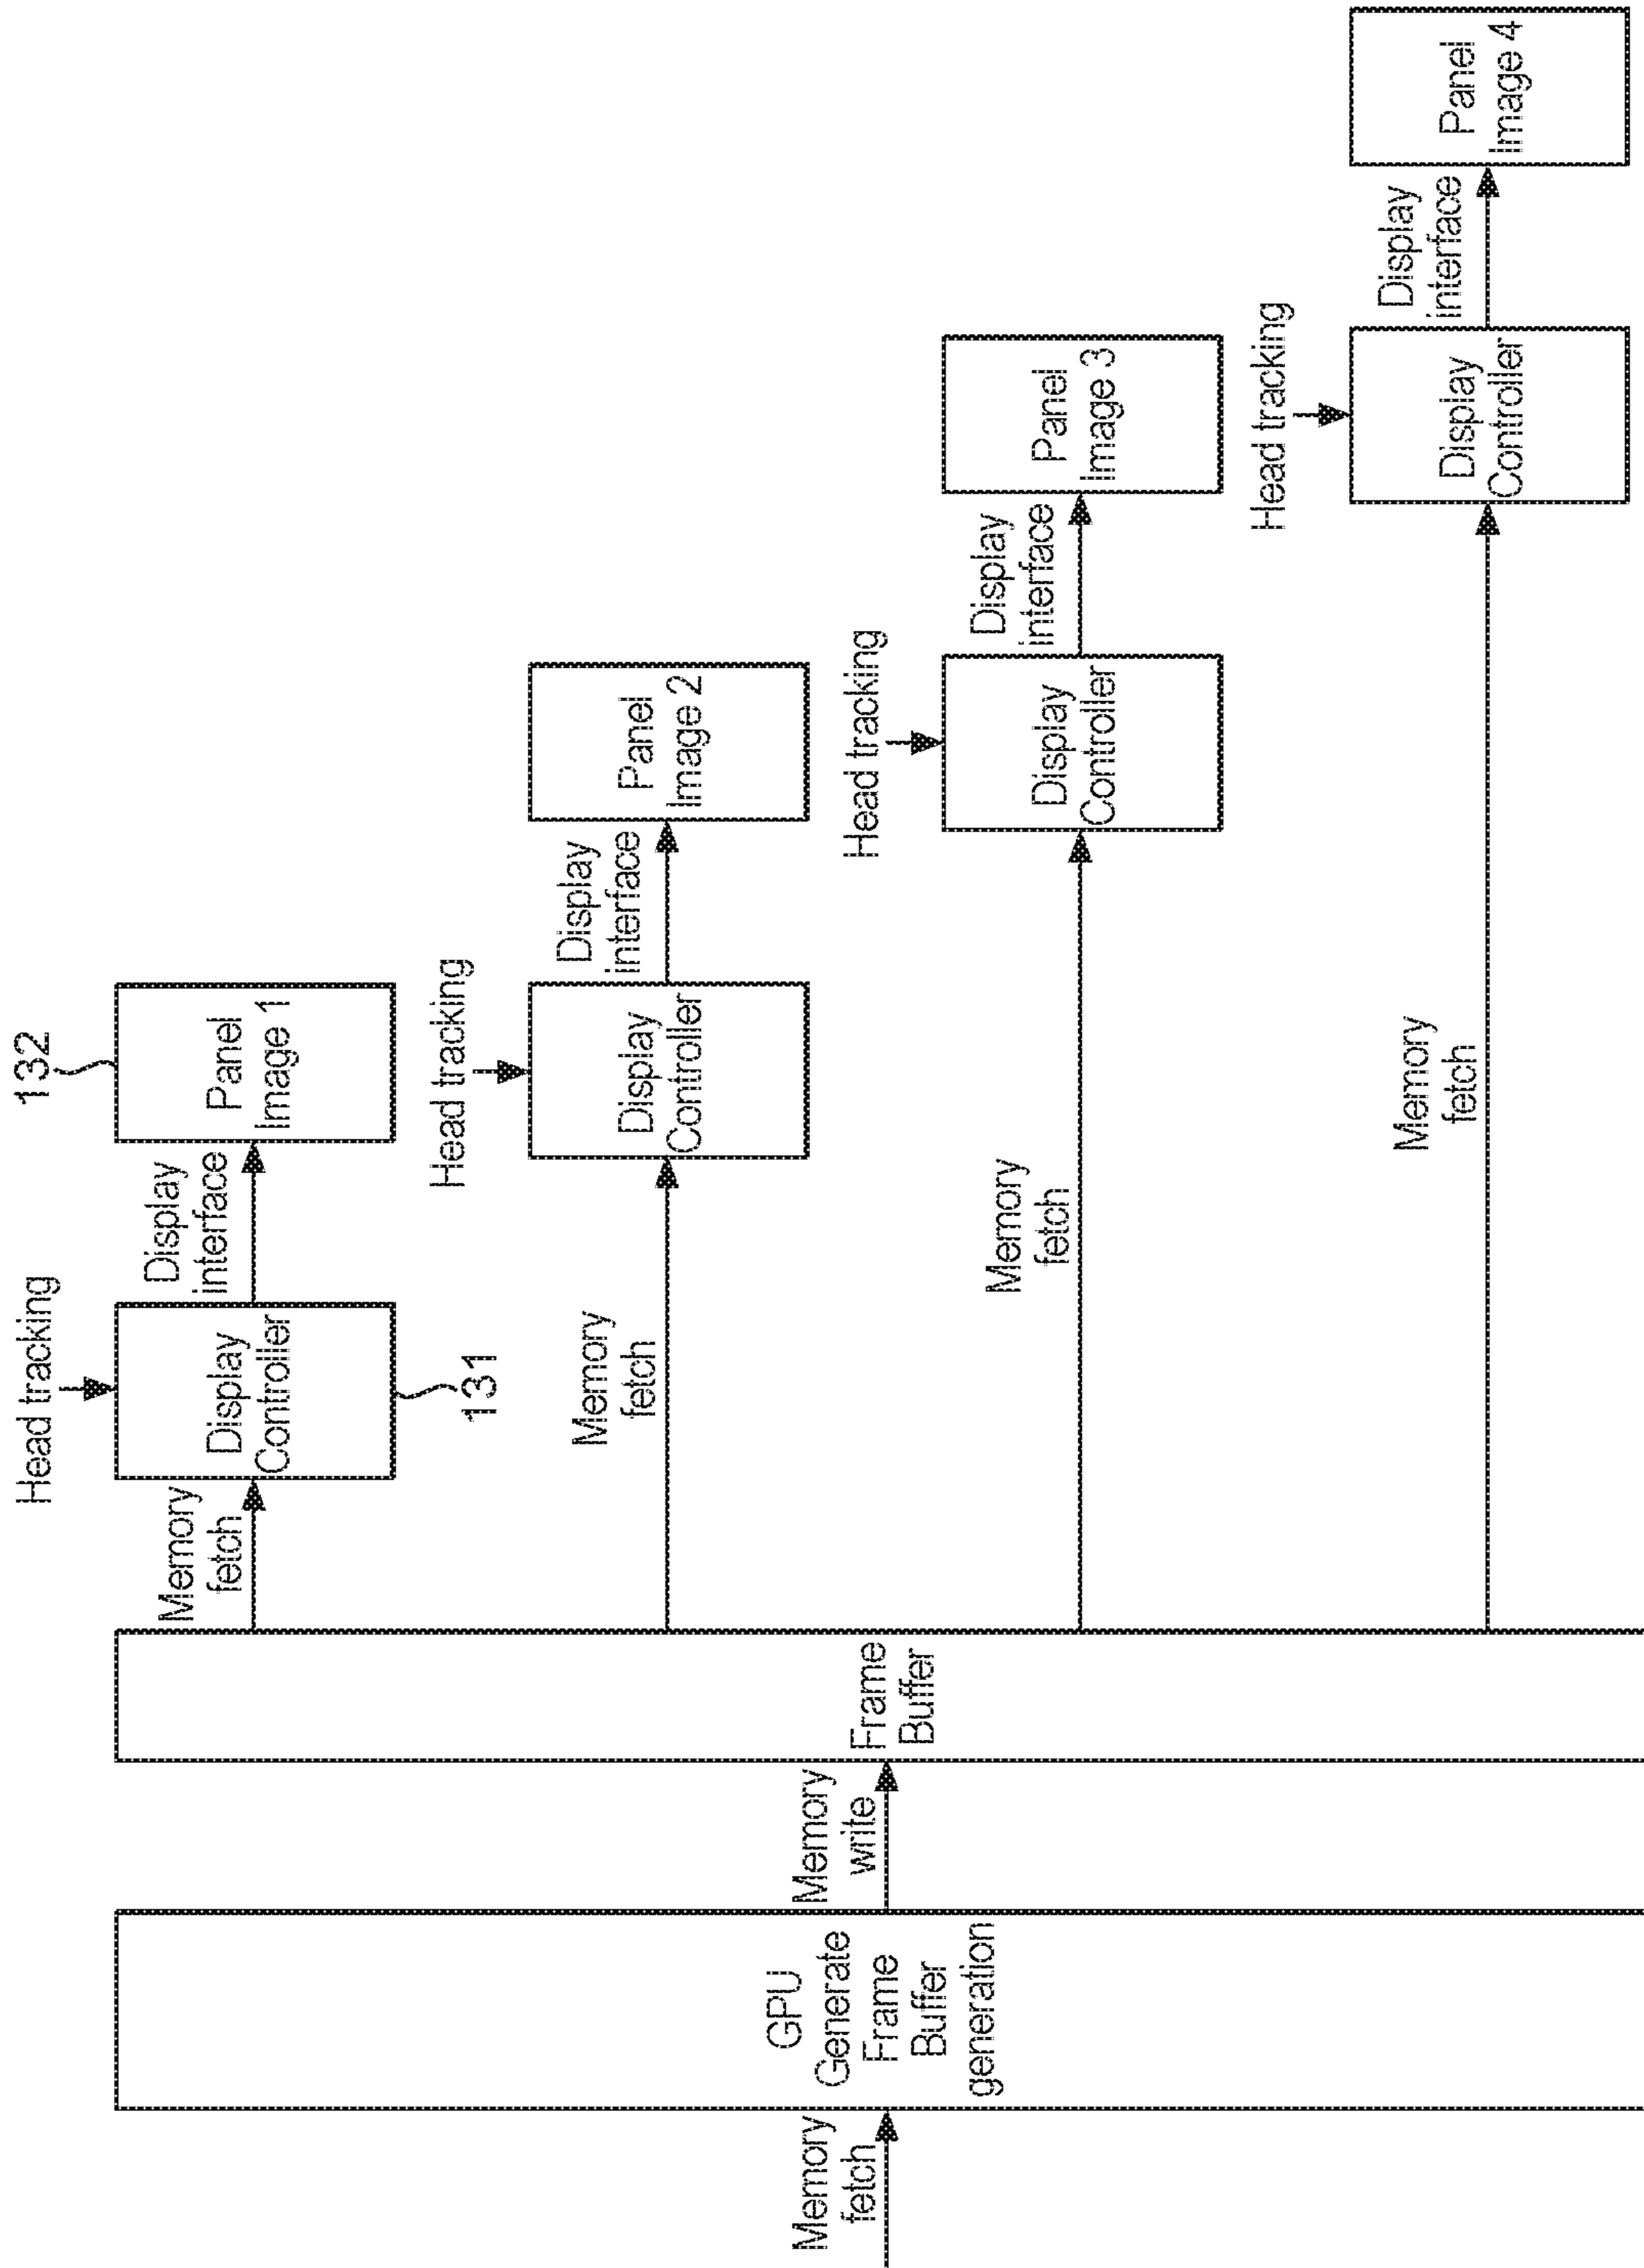 Memory
fetch
GPU
Generate
Frame
Buffer
generation
Memory
write
Frame
Buffer
Memory
fetch
Head tracking
Display
Controller
131
Display
interface
132
Panel
Image 1
Memory
fetch
Head tracking
Display
Controller
Display
interface
Panel
Image 2
Memory
fetch
Head tracking
Display
Controller
Display
interface
Panel
Image 3
Memory
fetch
Head tracking
Display
Controller
Display
interface
Panel
Image 4